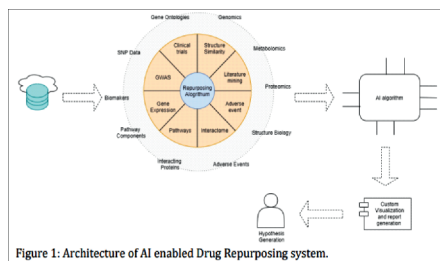 Gene Ontologies
Genomics
SNP Data
Metabolomics
Clinical
trials
Structure
Similarity
GWAS
Literature
mining
Repurposing
Alogrithum
Biomakers
Proteomics
AI algorithm
Gene
Expression
Adverse
event
Pathways
Interactome
Pathway
Components
Structure Biology
Interacting
Proteins
Adverse Events
Custom
Visualization
and report
generation
Hypothesis
Generation
Figure 1: Architecture of AI enabled Drug Repurposing system.